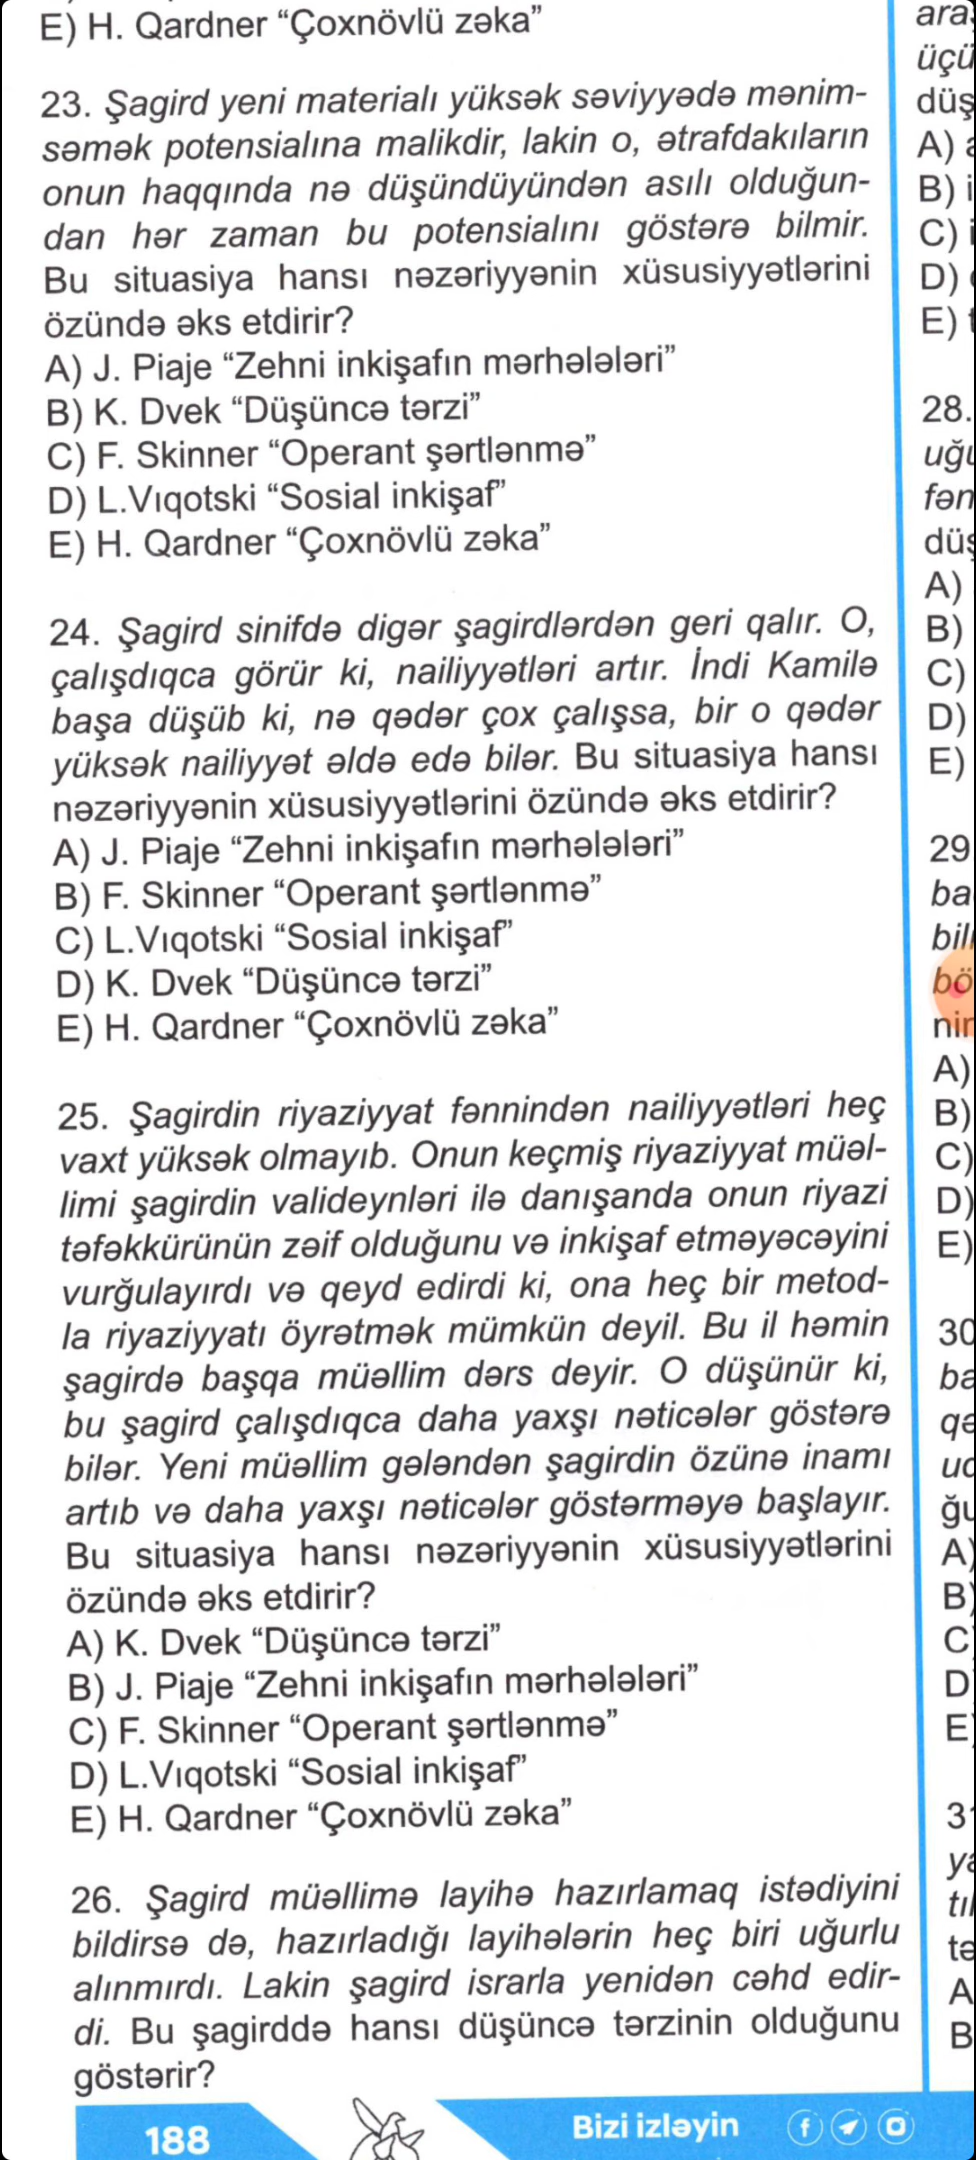 E) H. Qardner “Çoxnövlü zəka”
23. Şagird yeni materialı yüksək səviyyədə mənim-
səmək potensialına malikdir, lakin o, ətrafdakıların
onun haqqında nə düşündüyündən asılı olduğun-
dan hər zaman bu potensialını göstərə bilmir.
Bu situasiya hansı nəzəriyyənin xüsusiyyətlərini
özündə əks etdirir?
A) J. Piaje “Zehni inkişafın mərhələləri”
B) K. Dvek “Düşüncə tərzi”
C) F. Skinner “Operant şərtlənmə”
D) L.Vıqotski “Sosial inkişaf”
E) H. Qardner “Çoxnövlü zəka”
24. Şagird sinifdə digər şagirdlərdən geri qalır. O,
çalışdıqca görür ki, nailiyyətləri artır. İndi Kamilə
başa düşüb ki, nə qədər çox çalışsa, bir o qədər
yüksək nailiyyət əldə edə bilər. Bu situasiya hansı
nəzəriyyənin xüsusiyyətlərini özündə əks etdirir?
A) J. Piaje “Zehni inkişafın mərhələləri”
B) F. Skinner “Operant şərtlənmə”
C) L.Vıqotski “Sosial inkişaf”
D) K. Dvek “Düşüncə tərzi”
E) H. Qardner “Çoxnövlü zəka”
25. Şagirdin riyaziyyat fənnindən nailiyyətləri heç
vaxt yüksək olmayıb. Onun keçmiş riyaziyyat müəl-
limi şagirdin valideynləri ilə danışanda onun riyazi
təfəkkürünün zəif olduğunu və inkişaf etməyəcəyini
vurğulayırdı və qeyd edirdi ki, ona heç bir metod-
la riyaziyyatı öyrətmək mümkün deyil. Bu il həmin
şagirdə başqa müəllim dərs deyir. O düşünür ki,
bu şagird çalışdıqca daha yaxşı nəticələr göstərə
bilər. Yeni müəllim gələndən şagirdin özünə inamı
artıb və daha yaxşı nəticələr göstərməyə başlayır.
Bu situasiya hansı nəzəriyyənin xüsusiyyətlərini
özündə əks etdirir?
A) K. Dvek “Düşüncə tərzi”
B) J. Piaje “Zehni inkişafın mərhələləri”
C) F. Skinner “Operant şərtlənmə”
D) L.Vıqotski “Sosial inkişaf”
E) H. Qardner “Çoxnövlü zəka”
26. Şagird müəllimə layihə hazırlamaq istədiyini
bildirsə də, hazırladığı layihələrin heç biri uğurlu
alınmırdı. Lakin şagird israrla yenidən cəhd edir-
di. Bu şagirddə hansı düşüncə tərzinin olduğunu
göstərir?
188
Bizi izləyin
A)
B)
C)
D)
E)
28.
A)
B)
C)
D)
E)
29
A)
B)
C)
D)
E)
30
A)
B)
C
D
E
A
B